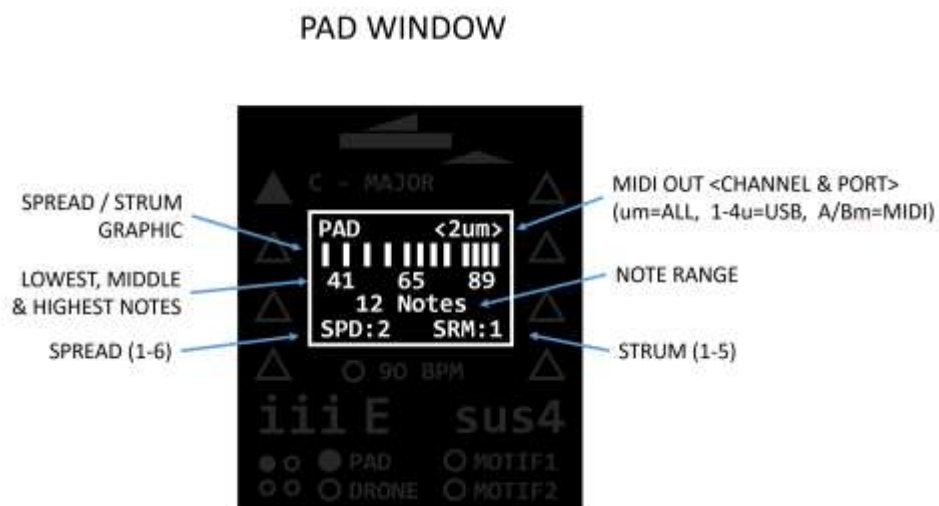 PAD WINDOW
C - MAJOR
SPREAD / STRUM
GRAPHIC
LOWEST, MIDDLE
& HIGHEST NOTES
SPREAD (1-6)
PAD <2um>
41 65 89
12 Notes
SPD:2 SRM:1
MIDI OUT <CHANNEL & PORT>
(um=ALL, 1-4u=USB, A/Bm=MIDI)
NOTE RANGE
STRUM (1-5)
90 BPM
iii E sus4
PAD MOTIF1
DRONE MOTIF2